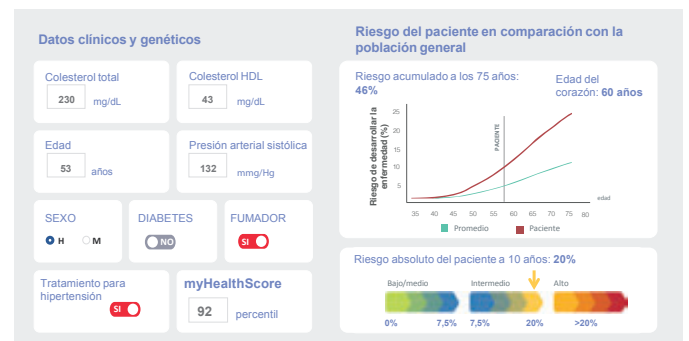 Datos clínicos y genéticos
Colesterol total
230 mg/dL
Colesterol HDL
43 mg/dL
Edad
53 años
Presión arterial sistólica
132 mmg/Hg
SEXO
H M
DIABETES
NO
FUMADOR
SI
Tratamiento para
hipertensión
SI
myHealthScore
92 percentil
Riesgo del paciente en comparación con la
población general
Riesgo acumulado a los 75 años:
46%
Edad del
corazón: 60 años
Riesgo de desarrollar la
enfermedad (%)
25
20
15
10
5
PACIENTE
edad
35 40 45 50 55 60 65 70 75 80
Promedio Paciente
Riesgo absoluto del paciente a 10 años: 20%
Bajo/medio Intermedio Alto
0% 7,5% 7,5% 20% >20%